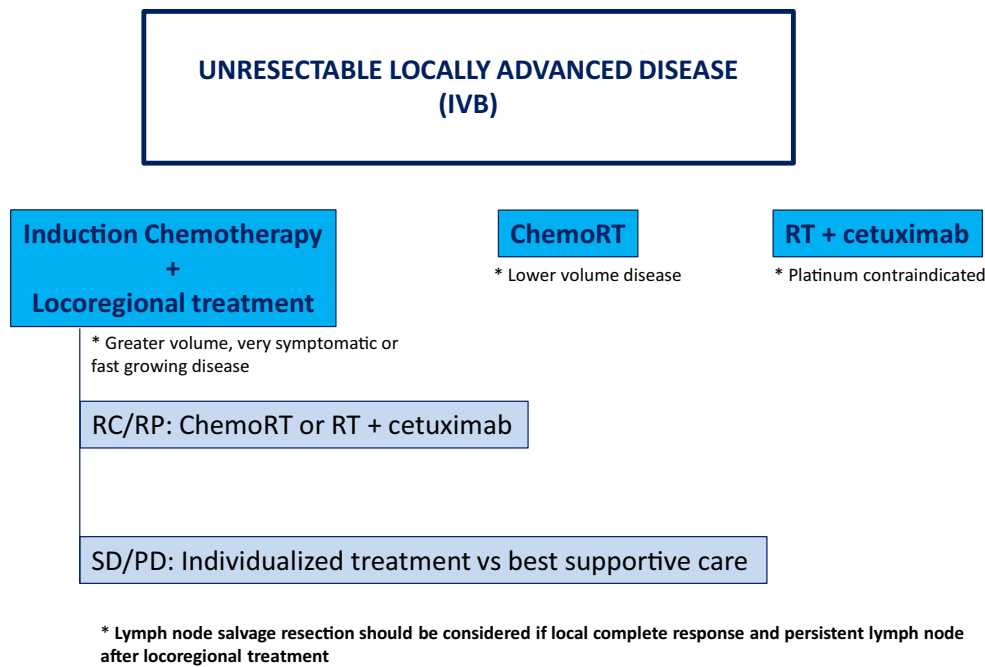 UNRESECTABLE LOCALLY ADVANCED DISEASE
(IVB)
Induction Chemotherapy
+
Locoregional treatment
ChemoRT
RT + cetuximab
* Lower volume disease
* Platinum contraindicated
* Greater volume, very symptomatic or
fast growing disease
RC/RP: ChemoRT or RT + cetuximab
SD/PD: Individualized treatment vs best supportive care
* Lymph node salvage resection should be considered if local complete response and persistent lymph node
after locoregional treatment